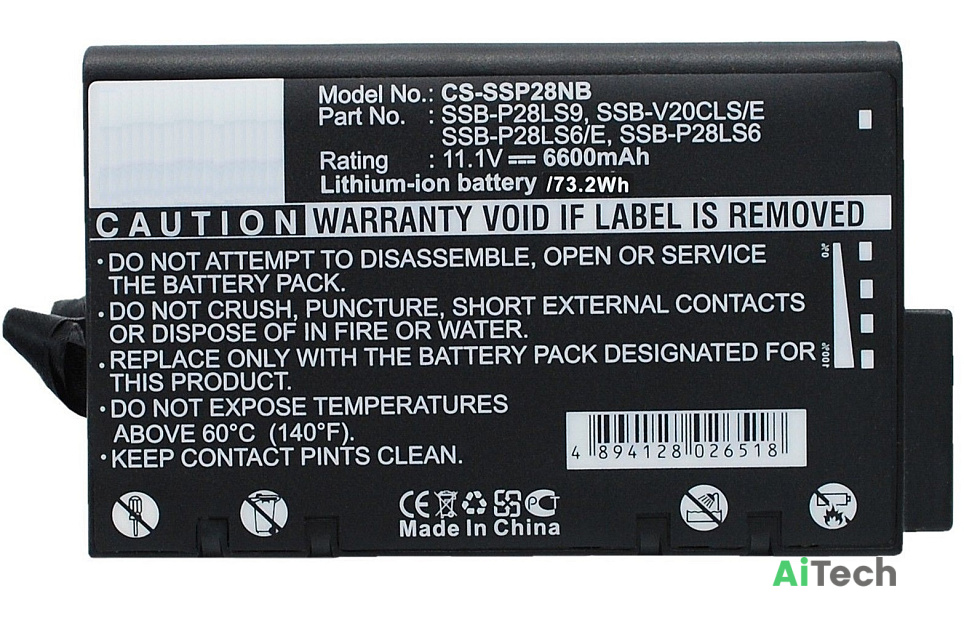 Model No.: CS-SSP28NB
Part No. : SSB-P28LS9, SSB-V20CLS/E
SSB-P28LS6/E, SSB-P28LS6
Rating : 11.1V ⎓ 6600mAh
Lithium-ion battery /73.2Wh
CAUTION WARRANTY VOID IF LABEL IS REMOVED
•DO NOT ATTEMPT TO DISASSEMBLE, OPEN OR SERVICE
THE BATTERY PACK.
•DO NOT CRUSH, PUNCTURE, SHORT EXTERNAL CONTACTS
OR DISPOSE OF IN FIRE OR WATER.
•REPLACE ONLY WITH THE BATTERY PACK DESIGNATED FOR
THIS PRODUCT.
•DO NOT EXPOSE TEMPERATURES
ABOVE 60°C (140°F).
•KEEP CONTACT PINTS CLEAN.
0%
100%
4 894128 026518
CE PCT
Made In China
AiTech